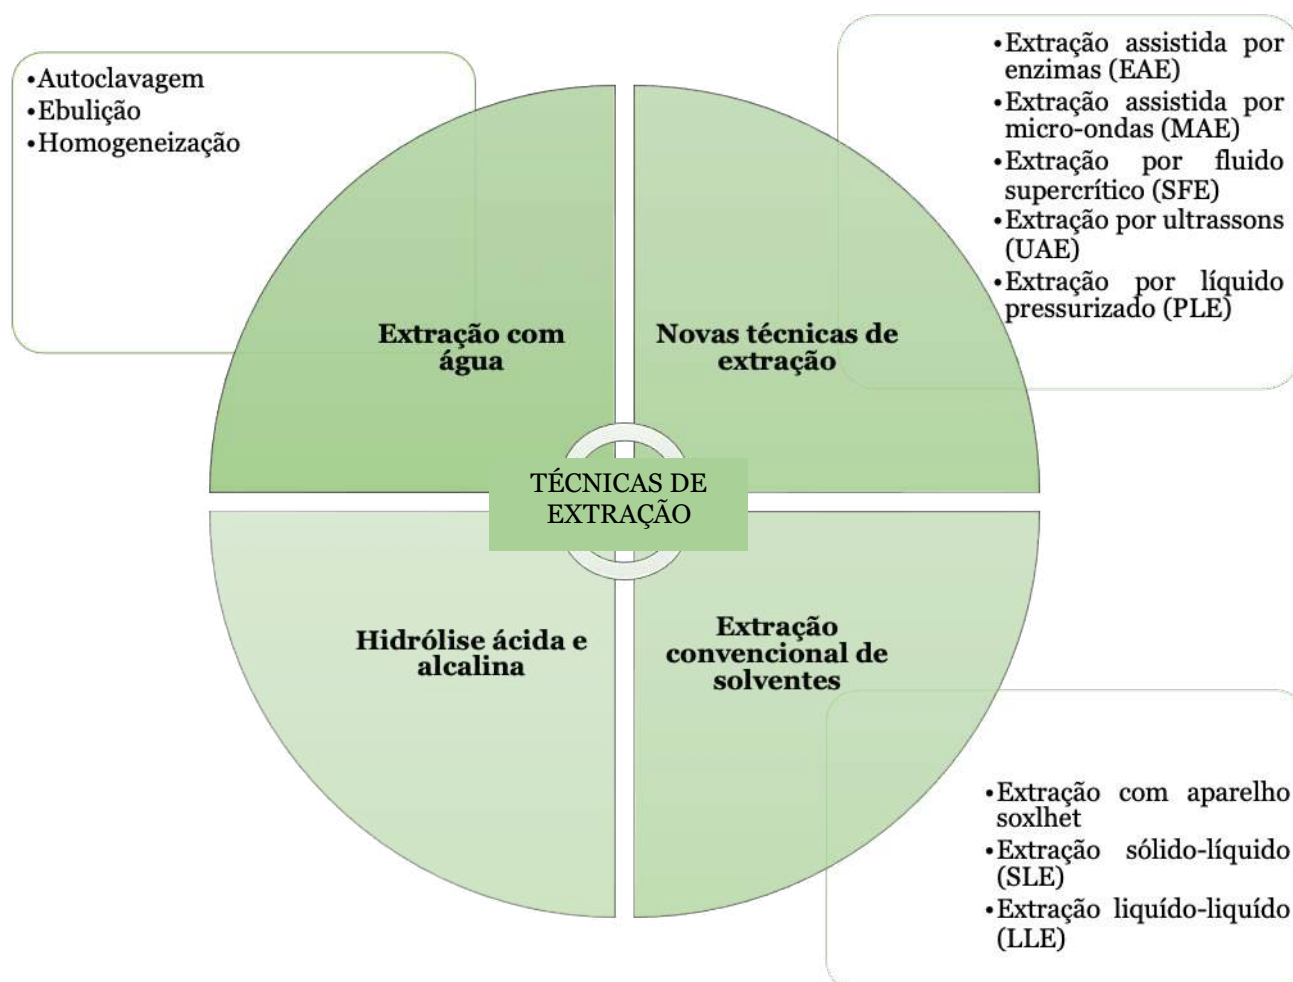 •Autoclavagem
•Ebulição
•Homogeneização
•Extração assistida por
enzimas (EAE)
•Extração assistida por
micro-ondas (MAE)
•Extração por fluido
supercrítico (SFE)
•Extração por ultrassons
(UAE)
•Extração por líquido
pressurizado (PLE)
Extração com
água
Novas técnicas de
extração
TÉCNICAS DE
EXTRAÇÃO
Hidrólise ácida e
alcalina
Extração
convencional de
solventes
•Extração com aparelho
soxlhet
•Extração sólido-líquido
(SLE)
•Extração liquído-liquído
(LLE)